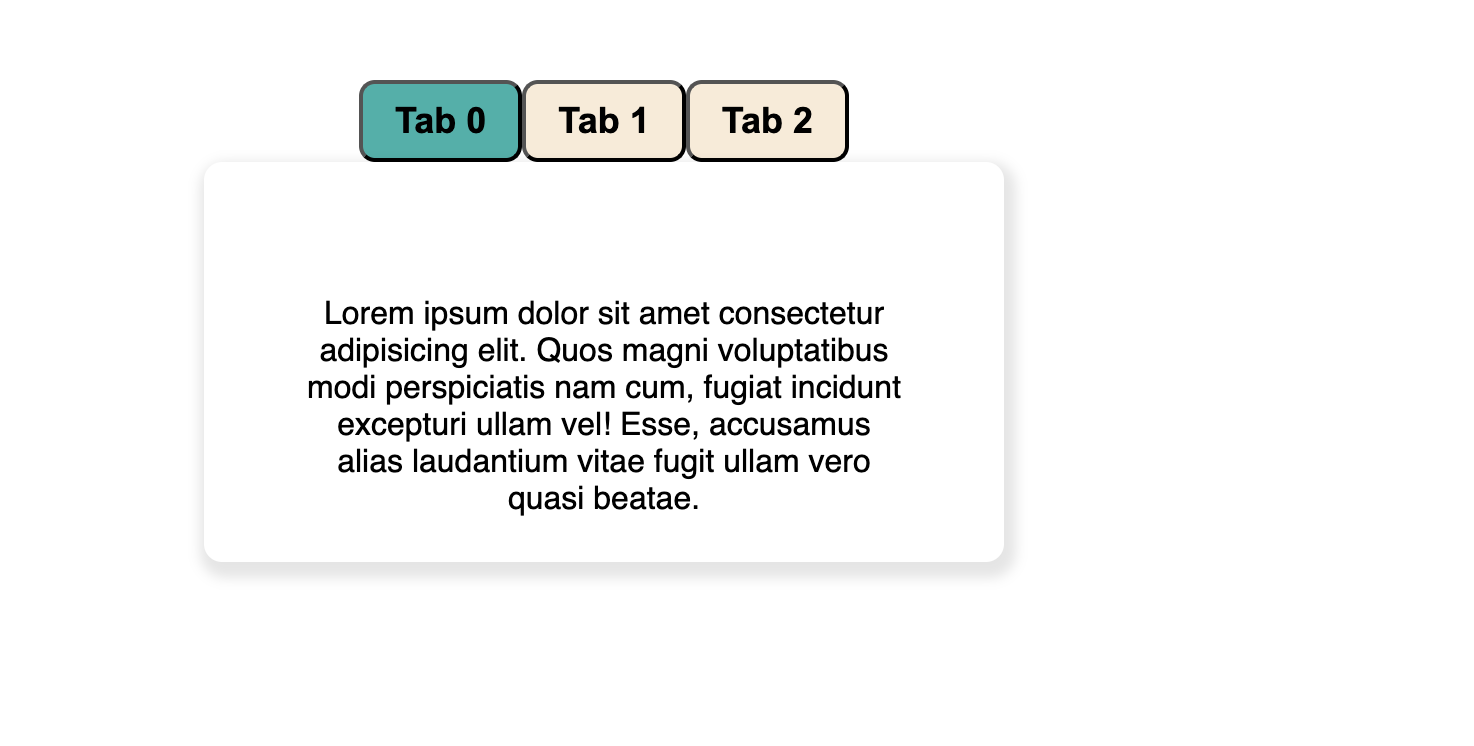 Tab 0 Tab 1 Tab 2
Lorem ipsum dolor sit amet consectetur
adipisicing elit. Quos magni voluptatibus
modi perspiciatis nam cum, fugiat incidunt
excepturi ullam vel! Esse, accusamus
alias laudantium vitae fugit ullam vero
quasi beatae.